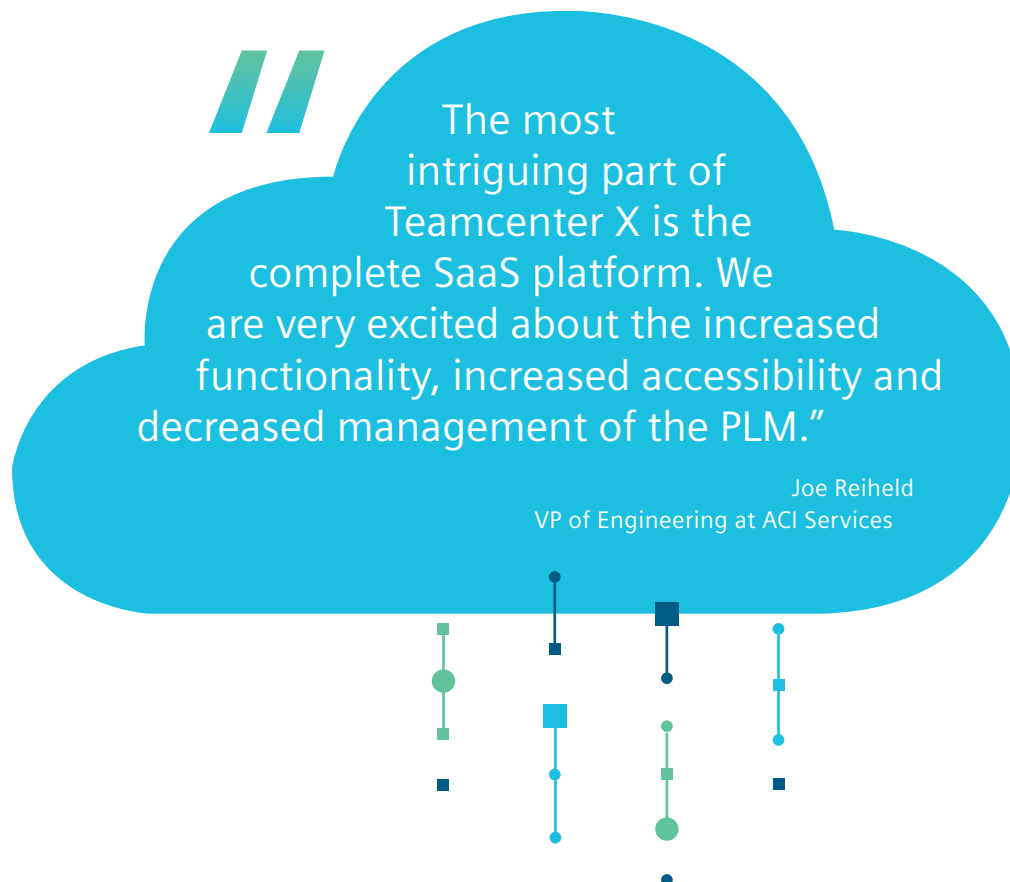 "
The most
intriguing part of
Teamcenter X is the
complete SaaS platform. We
are very excited about the increased
functionality, increased accessibility and
decreased management of the PLM.”
Joe Reiheld
VP of Engineering at ACI Services